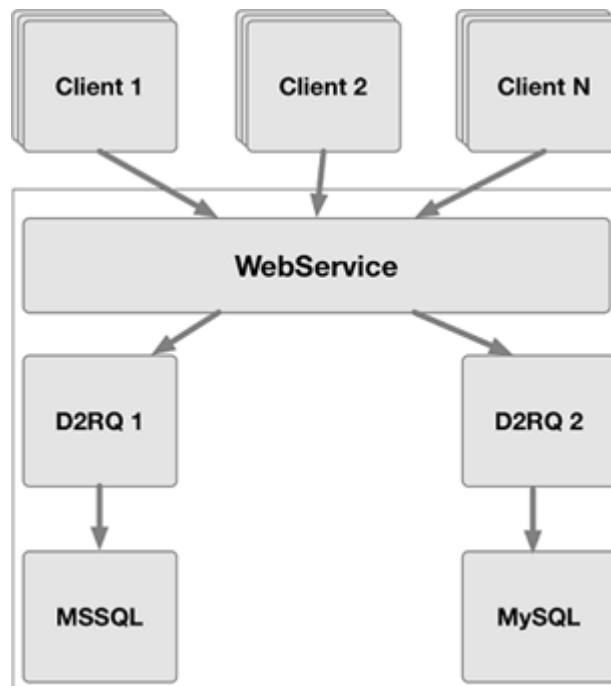 Client 1
Client 2
Client N
WebService
D2RQ 1
D2RQ 2
MSSQL
MySQL